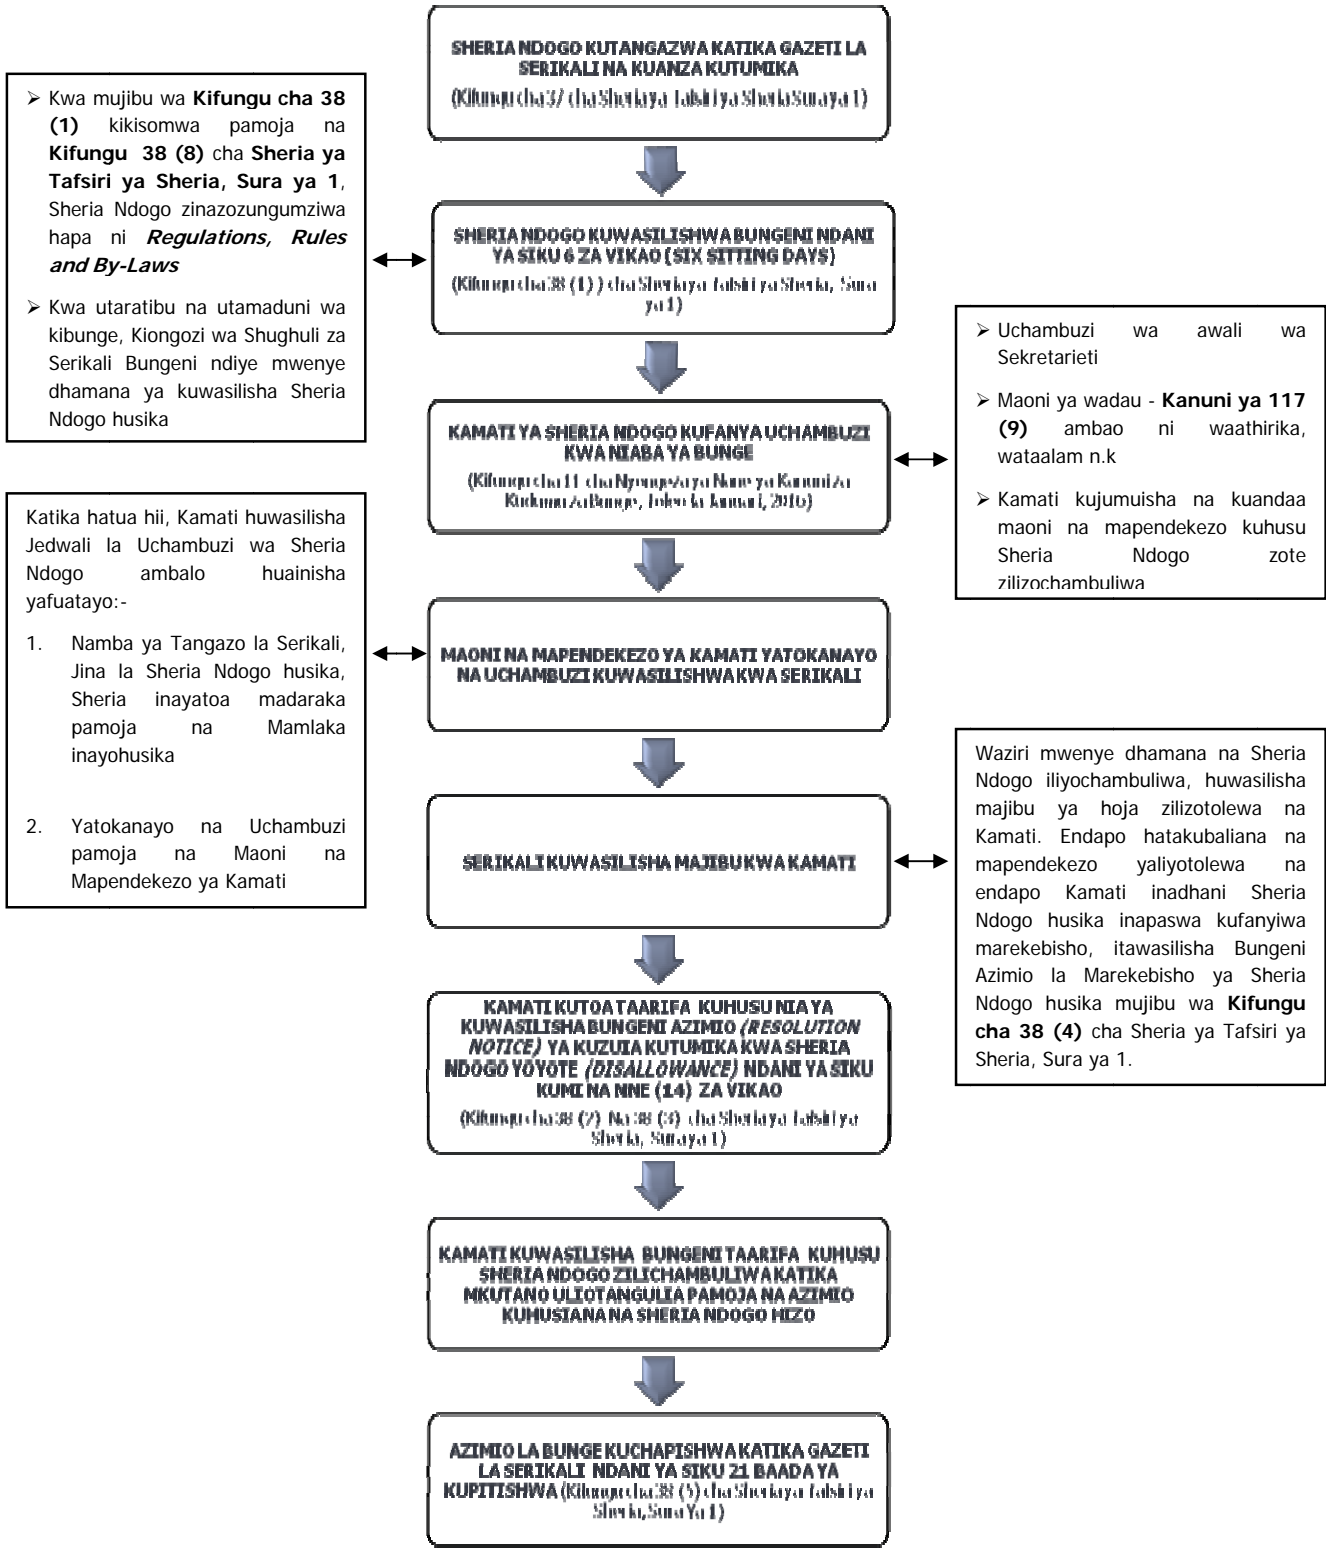 SHERIA NDOGO KUTANGAZWA KATIKA GAZETI LA
SERIKALI NA KUANZA KUTUMIKA
(Kifungu cha 37 cha Sheria ya Tafsiri ya Sheria Sura ya 1)
➢ Kwa mujibu wa Kifungu cha 38
(1) kikisomwa pamoja na
Kifungu 38 (8) cha Sheria ya
Tafsiri ya Sheria, Sura ya 1,
Sheria Ndogo zinazozungumziwa
hapa ni Regulations, Rules
and By-Laws
➢ Kwa utaratibu na utamaduni wa
kibunge, Kiongozi wa Shughuli za
Serikali Bungeni ndiye mwenye
dhamana ya kuwasilisha Sheria
Ndogo husika
SHERIA NDOGO KUWASILISHWA BUNGENI NDANI
YA SIKU 6 ZA VIKAO (SIX SITTING DAYS)
(Kifungu cha 38 (1) ) cha Sheria ya Tafsiri ya Sheria, Sura
ya 1)
KAMATI YA SHERIA NDOGO KUFANYA UCHAMBUZI
KWA NIABA YA BUNGE
(Kifungu cha 11 cha Nyongeza ya Nane ya Kanuni za
Kudumu za Bunge, Toleo la Januari, 2016)
➢ Uchambuzi wa awali wa
Sekretarieti
➢ Maoni ya wadau - Kanuni ya 117
(9) ambao ni waathirika,
wataalam n.k
➢ Kamati kujumuisha na kuandaa
maoni na mapendekezo kuhusu
Sheria Ndogo zote
zilizochambuliwa
Katika hatua hii, Kamati huwasilisha
Jedwali la Uchambuzi wa Sheria
Ndogo ambalo huainisha
yafuatayo:-
1. Namba ya Tangazo la Serikali,
Jina la Sheria Ndogo husika,
Sheria inayatoa madaraka
pamoja na Mamlaka
inayohusika
2. Yatokanayo na Uchambuzi
pamoja na Maoni na
Mapendekezo ya Kamati
MAONI NA MAPENDEKEZO YA KAMATI YATOKANAYO
NA UCHAMBUZI KUWASILISHWA KWA SERIKALI
SERIKALI KUWASILISHA MAJIBU KWA KAMATI
Waziri mwenye dhamana na Sheria
Ndogo iliyochambuliwa, huwasilisha
majibu ya hoja zilizotolewa na
Kamati. Endapo hatakubaliana na
mapendekezo yaliyotolewa na
endapo Kamati inadhani Sheria
Ndogo husika inapaswa kufanyiwa
marekebisho, itawasilisha Bungeni
Azimio la Marekebisho ya Sheria
Ndogo husika mujibu wa Kifungu
cha 38 (4) cha Sheria ya Tafsiri ya
Sheria, Sura ya 1.
KAMATI KUTOA TAARIFA KUHUSU NIA YA
KUWASILISHA BUNGENI AZIMIO (RESOLUTION
NOTICE) YA KUZUIA KUTUMIKA KWA SHERIA
NDOGO YOYOTE (DISALLOWANCE) NDANI YA SIKU
KUMI NA NNE (14) ZA VIKAO
(Kifungu cha 38 (2) Na 38 (3) cha Sheria ya Tafsiri ya
Sheria, Sura ya 1)
KAMATI KUWASILISHA BUNGENI TAARIFA KUHUSU
SHERIA NDOGO ZILICHAMBULIWA KATIKA
MKUTANO ULIOTANGULIA PAMOJA NA AZIMIO
KUHUSIANA NA SHERIA NDOGO HIZO
AZIMIO LA BUNGE KUCHAPISHWA KATIKA GAZETI
LA SERIKALI NDANI YA SIKU 21 BAADA YA
KUPITISHWA (Kifungu cha 38 (5) cha Sheria ya Tafsiri ya
Sheria, Sura Ya 1)